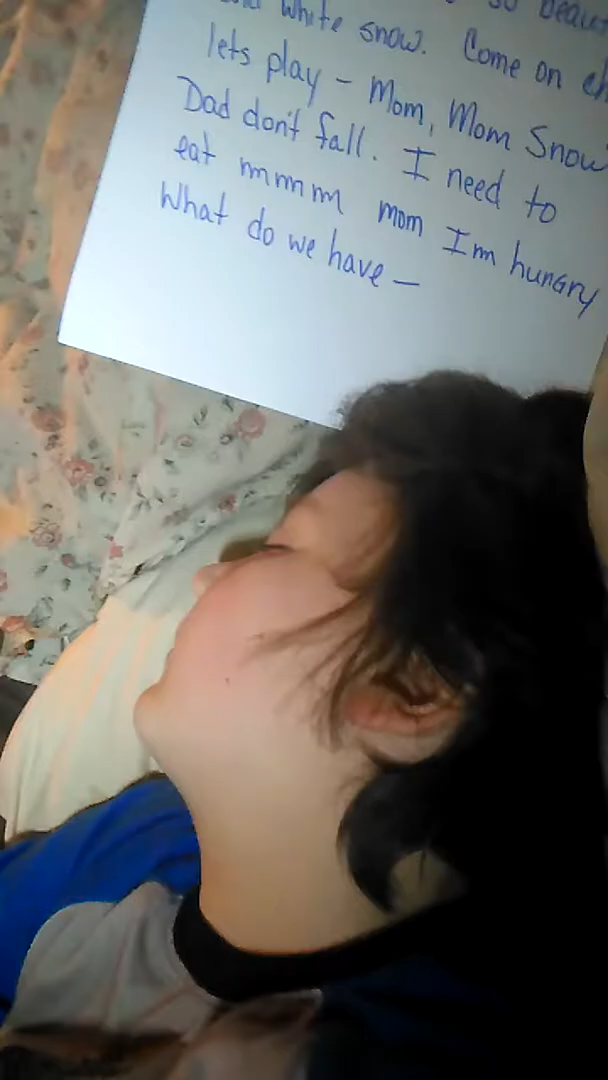 white snow. Come on
lets play - Mom, Mom Snow
Dad don't fall. I need to
eat mmmm mom Im hungry
What do we have -